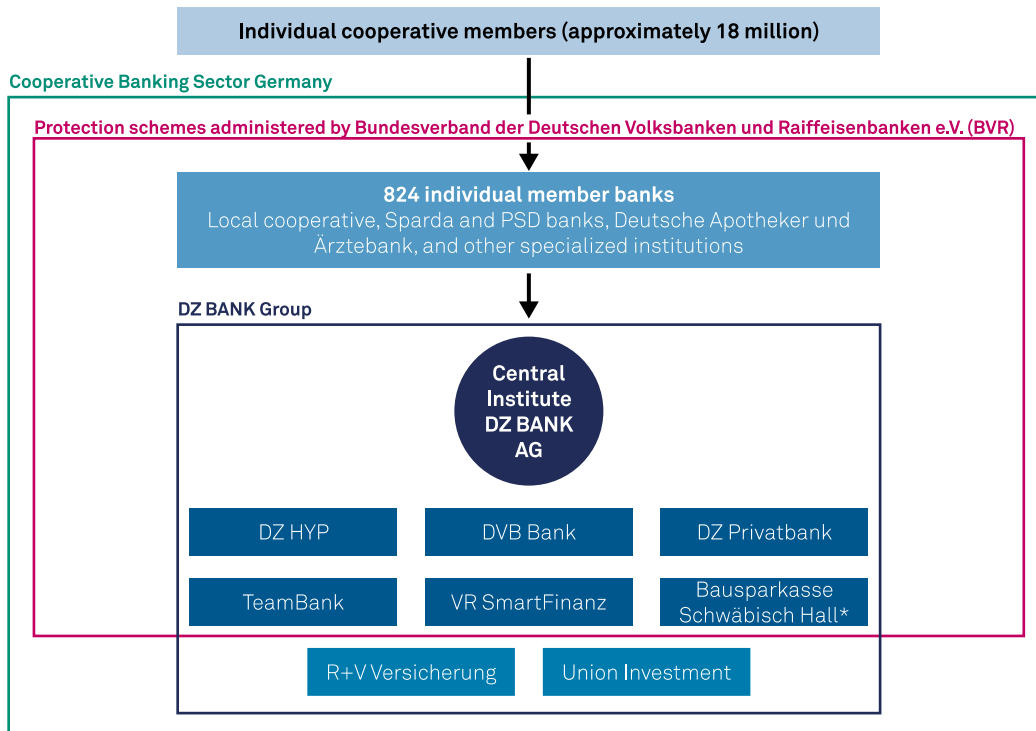 Individual cooperative members (approximately 18 million)
Cooperative Banking Sector Germany
Protection schemes administered by Bundesverband der Deutschen Volksbanken und Raiffeisenbanken e.V. (BVR)
824 individual member banks
Local cooperative, Sparda and PSD banks, Deutsche Apotheker und
Ärztebank, and other specialized institutions
DZ BANK Group
Central
Institute
DZ BANK
AG
DZ HYP
DVB Bank
DZ Privatbank
TeamBank
VR SmartFinanz
Bausparkasse
Schwäbisch Hall*
R+V Versicherung
Union Investment